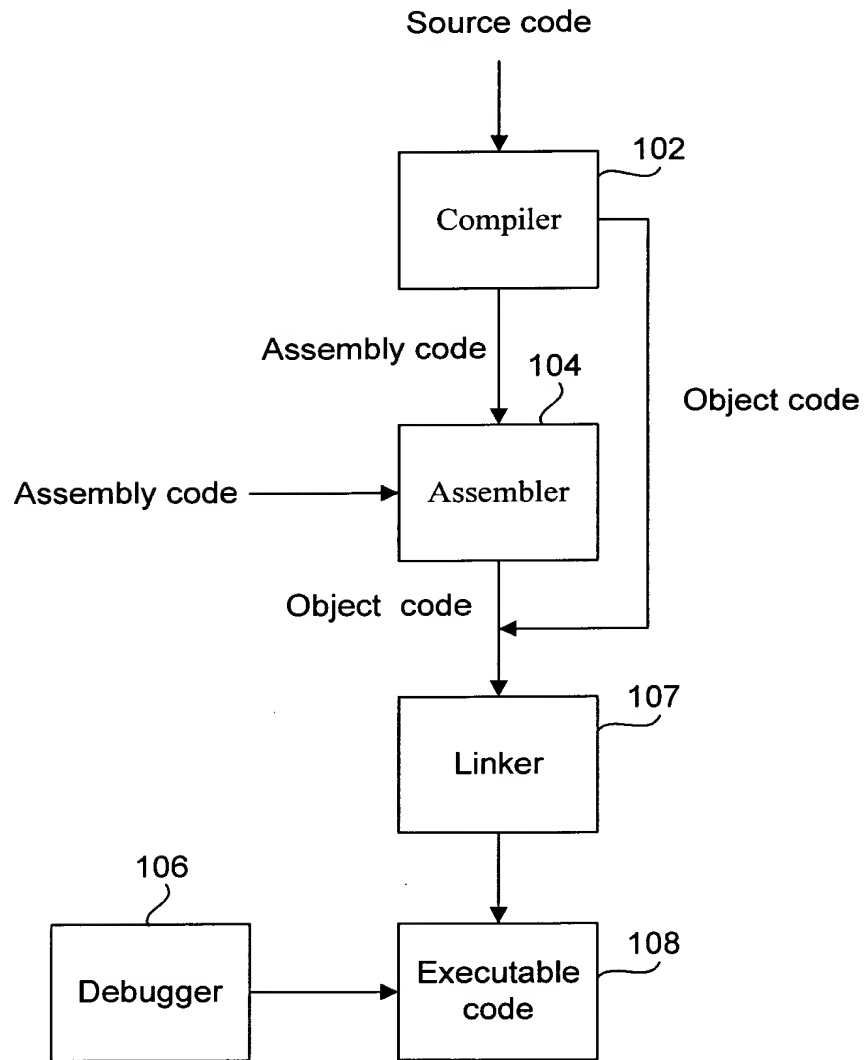 Source code
102
Compiler
Assembly code
104
Object code
Assembly code
Assembler
Object code
107
Linker
106
108
Debugger
Executable
code